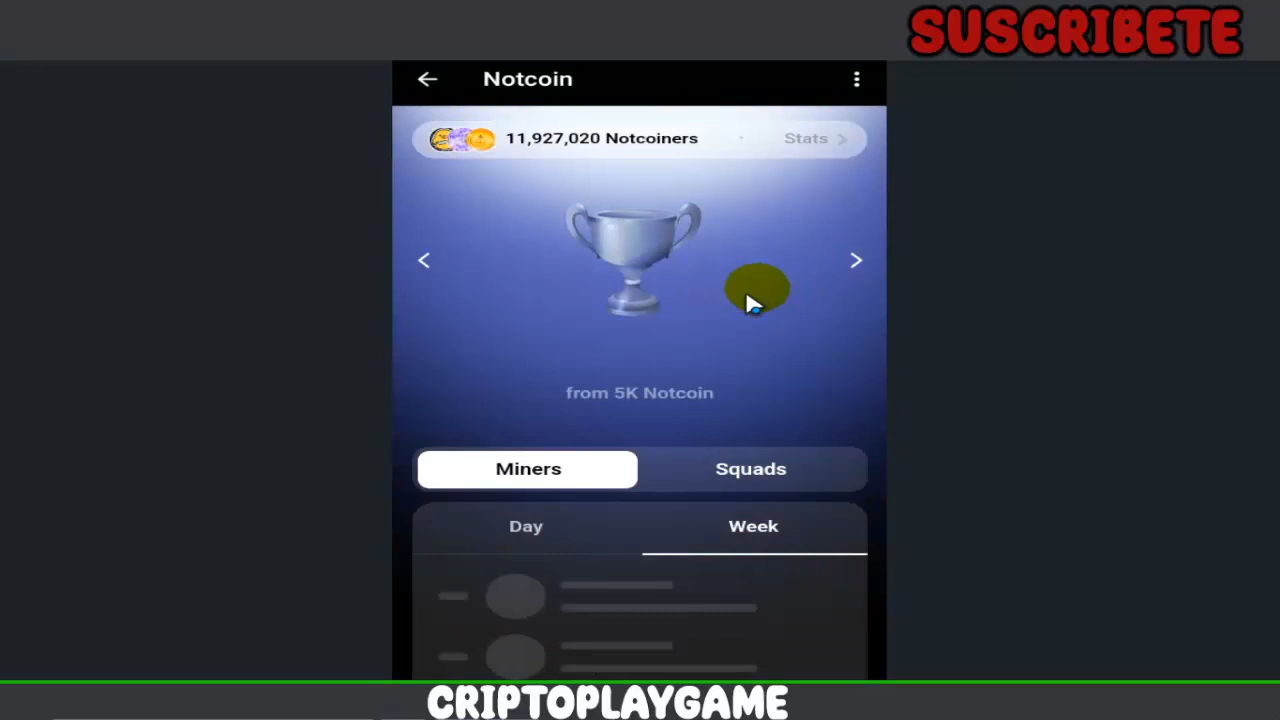 SUSCRIBETE
Notcoin
11,927,020 Notcoiners
Stats
from 5K Notcoin
Miners
Squads
Day
Week
CRIPTOPLAYGAME